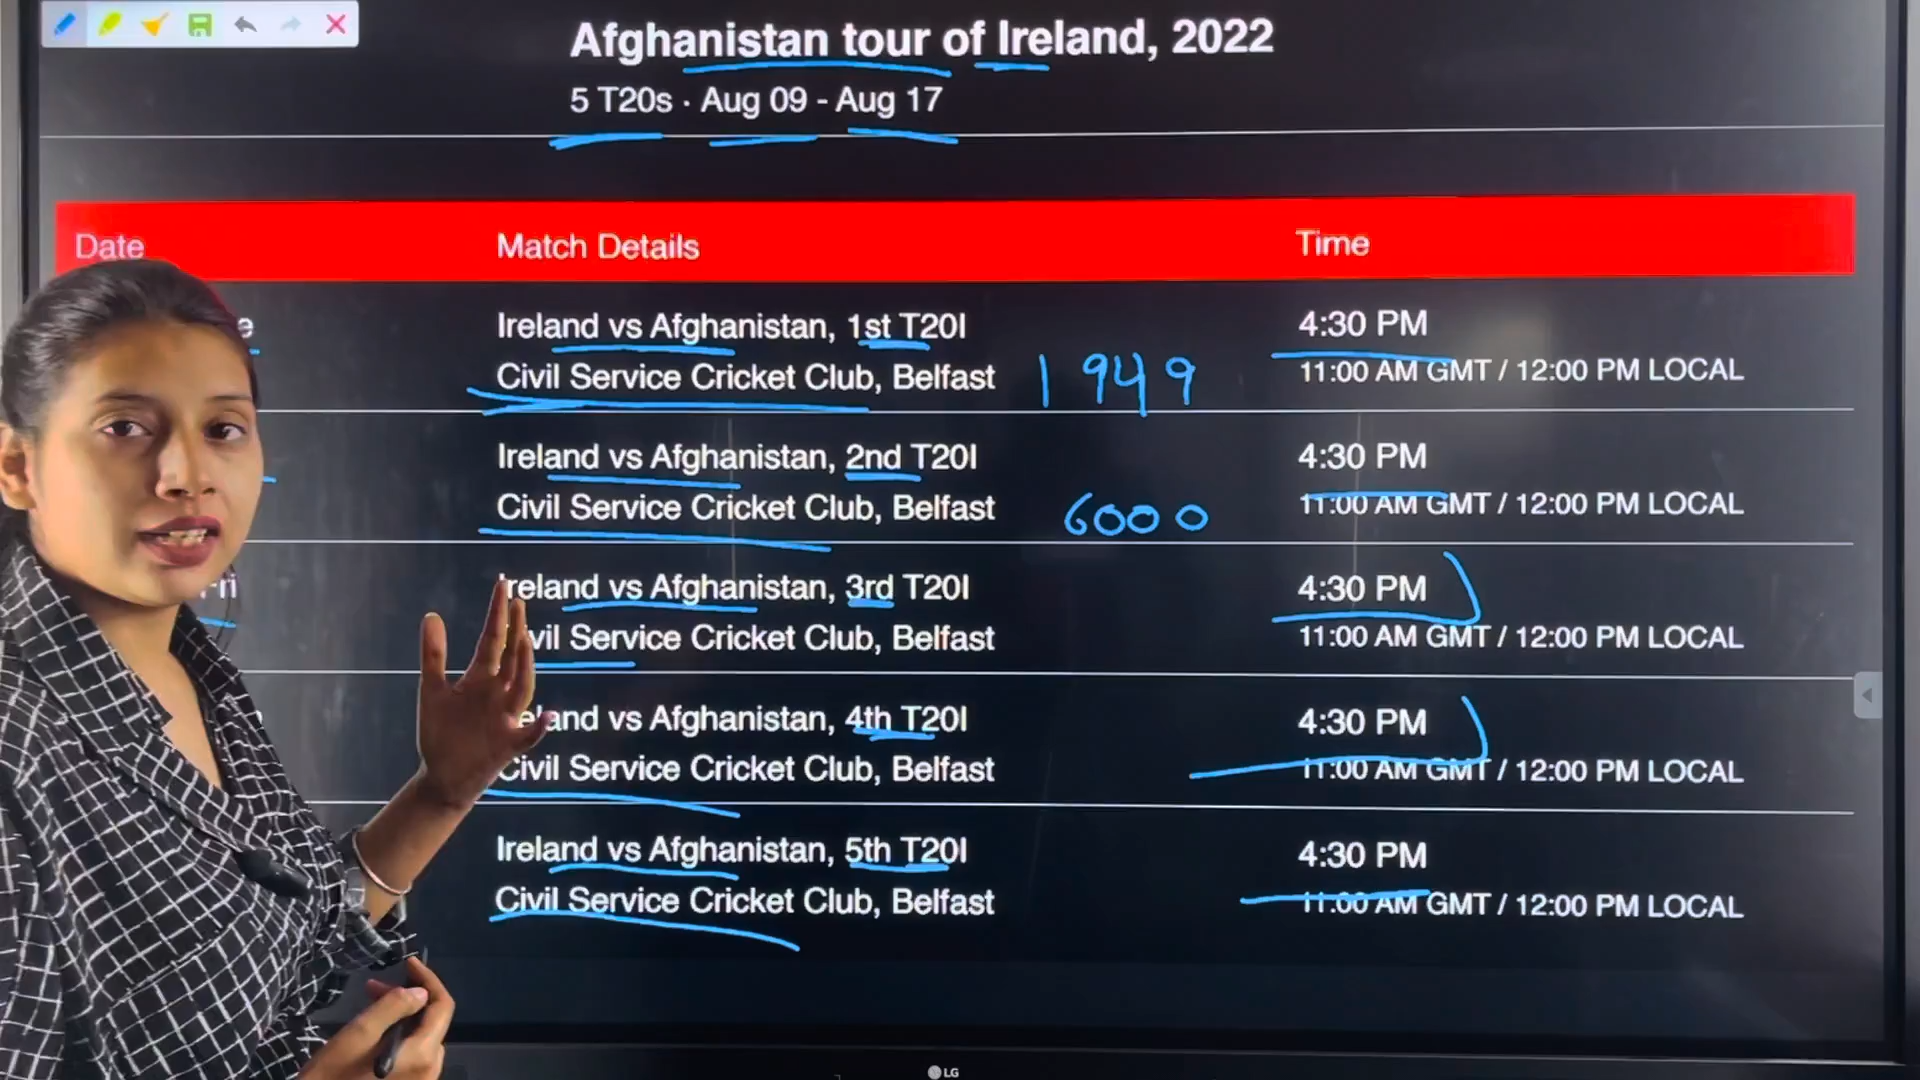 Afghanistan tour of Ireland, 2022
5 T20s · Aug 09 - Aug 17
Date Match Details Time
Ireland vs Afghanistan, 1st T20I 4:30 PM
Civil Service Cricket Club, Belfast 1949 11:00 AM GMT / 12:00 PM LOCAL
Ireland vs Afghanistan, 2nd T20I 4:30 PM
Civil Service Cricket Club, Belfast 6000 11:00 AM GMT / 12:00 PM LOCAL
Fri Ireland vs Afghanistan, 3rd T20I 4:30 PM
Civil Service Cricket Club, Belfast 11:00 AM GMT / 12:00 PM LOCAL
Ireland vs Afghanistan, 4th T20I 4:30 PM
Civil Service Cricket Club, Belfast 11:00 AM GMT / 12:00 PM LOCAL
Ireland vs Afghanistan, 5th T20I 4:30 PM
Civil Service Cricket Club, Belfast 11:00 AM GMT / 12:00 PM LOCAL
LG